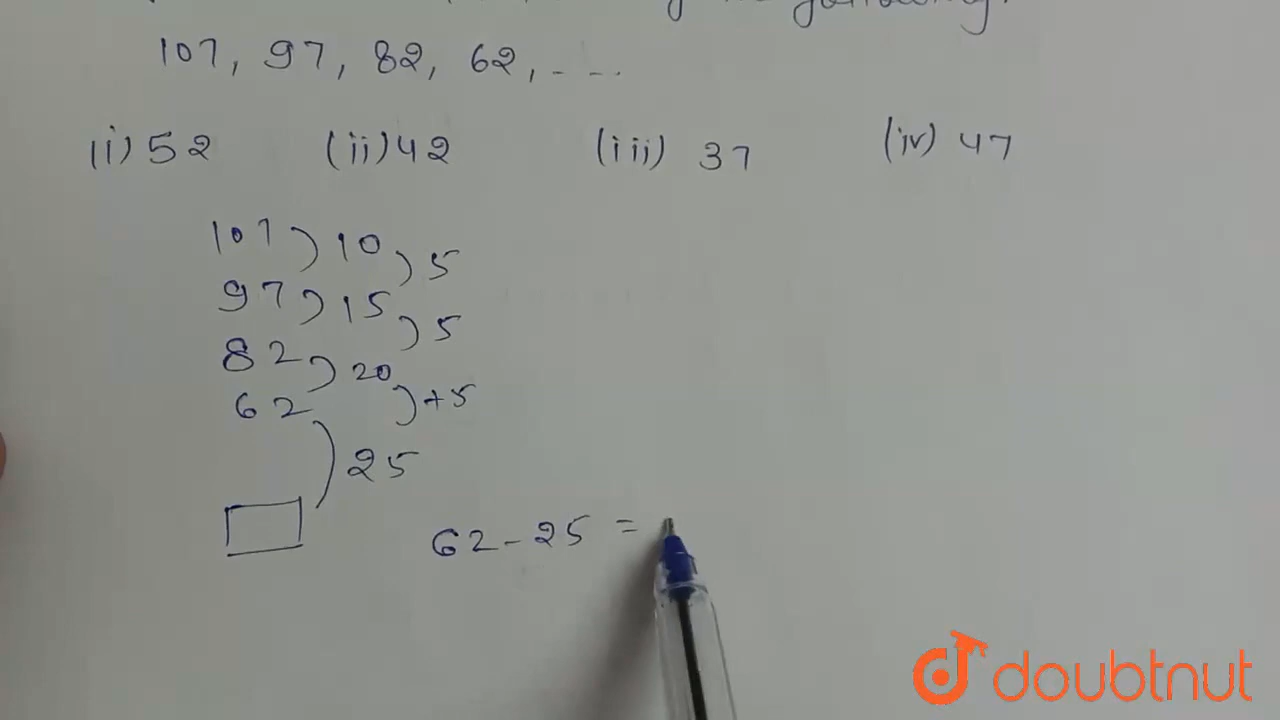 following.
107, 97, 82, 62, - - -
(i) 52 (ii) 42 (iii) 37 (iv) 47
107 ) 10 ) 5
97 ) 15 ) 5
82 ) 20 ) +5
62 ) 25
62 - 25 =
doubtnut